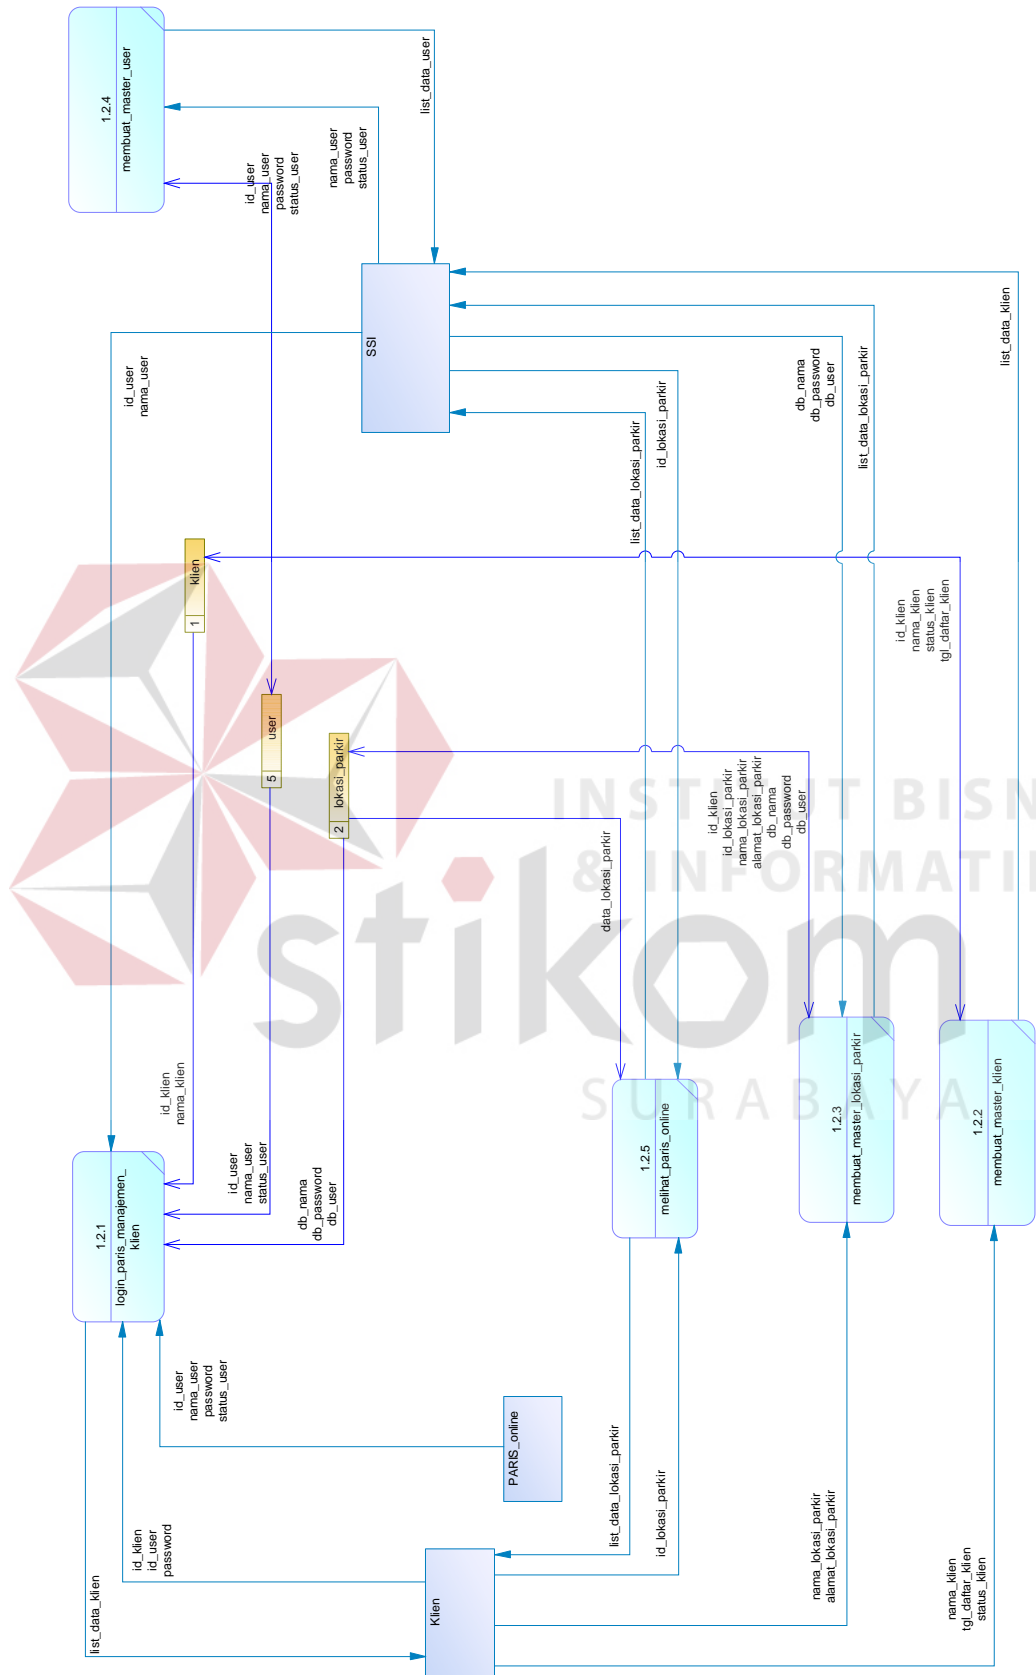 1.2.4
membuat_master_user
list_data_user
nama_user
password
status_user
id_user
nama_user
password
status_user
SSI
id_user
nama_user
list_data_klien
db_nama
db_password
db_user
list_data_lokasi_parkir
id_lokasi_parkir
list_data_lokasi_parkir
1
klien
5
user
2
lokasi_parkir
id_klien
nama_klien
status_klien
tgl_daftar_klien
id_klien
id_lokasi_parkir
nama_lokasi_parkir
alamat_lokasi_parkir
db_nama
db_password
db_user
data_lokasi_parkir
id_klien
nama_klien
id_user
nama_user
status_user
db_nama
db_password
db_user
1.2.1
login_paris_manajemen_
klien
1.2.5
melihat_paris_online
1.2.3
membuat_master_lokasi_parkir
1.2.2
membuat_master_klien
id_user
nama_user
password
status_user
PARIS_online
list_data_lokasi_parkir
id_lokasi_parkir
id_klien
id_user
password
list_data_klien
Klien
nama_lokasi_parkir
alamat_lokasi_parkir
nama_klien
tgl_daftar_klien
status_klien
INSTITUT BISN
& INFORMATI
stikom
SURABAYA